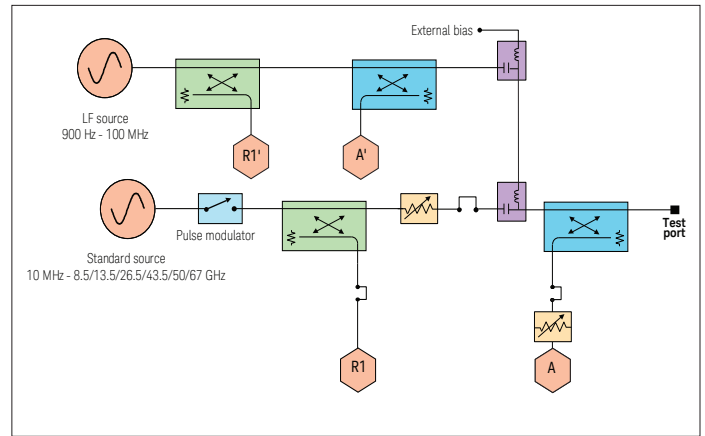 External bias
LF source
900 Hz - 100 MHz
R1'
A'
Pulse modulator
Test
port
Standard source
10 MHz - 8.5/13.5/26.5/43.5/50/67 GHz
R1
A